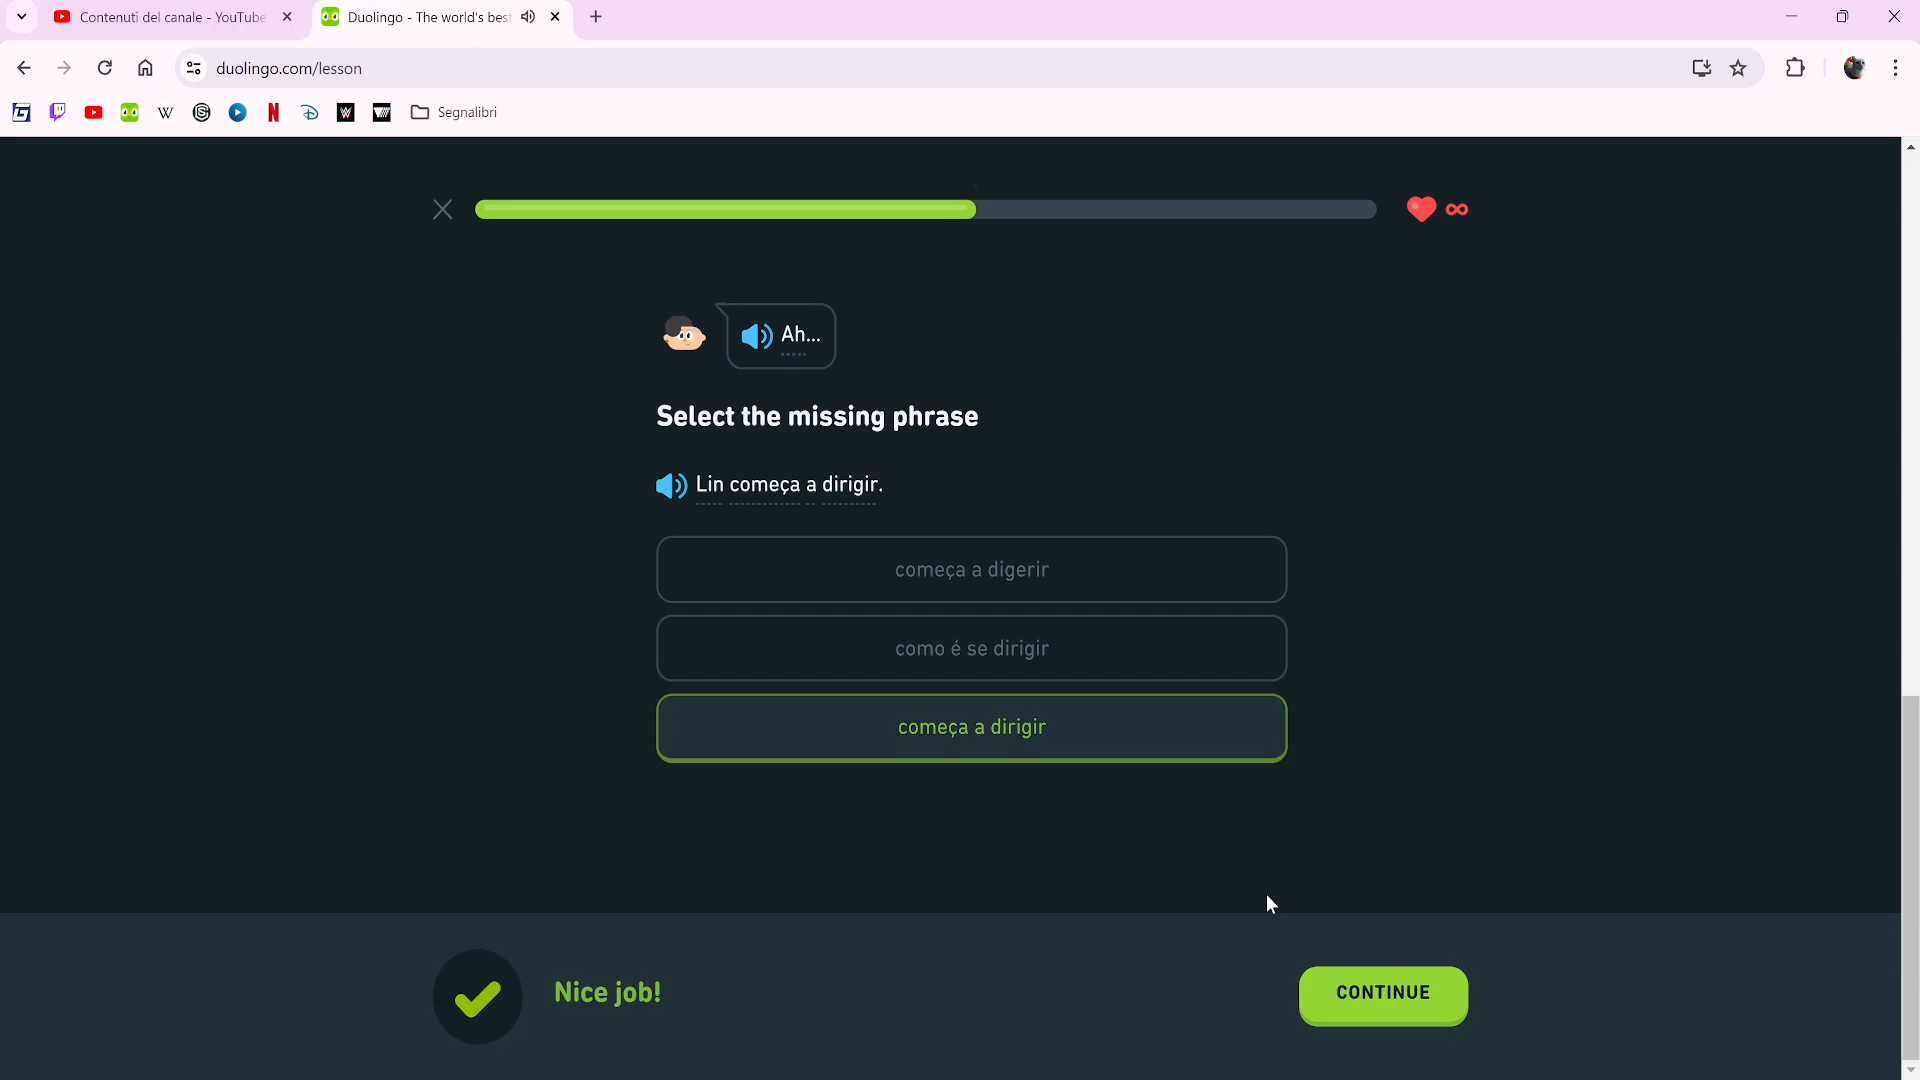 Contenuti del canale - YouTube
Duolingo - The world's best
duolingo.com/lesson
Segnalibri
Ah...
Select the missing phrase
Lin começa a dirigir.
começa a digerir
como é se dirigir
começa a dirigir
Nice job!
CONTINUE